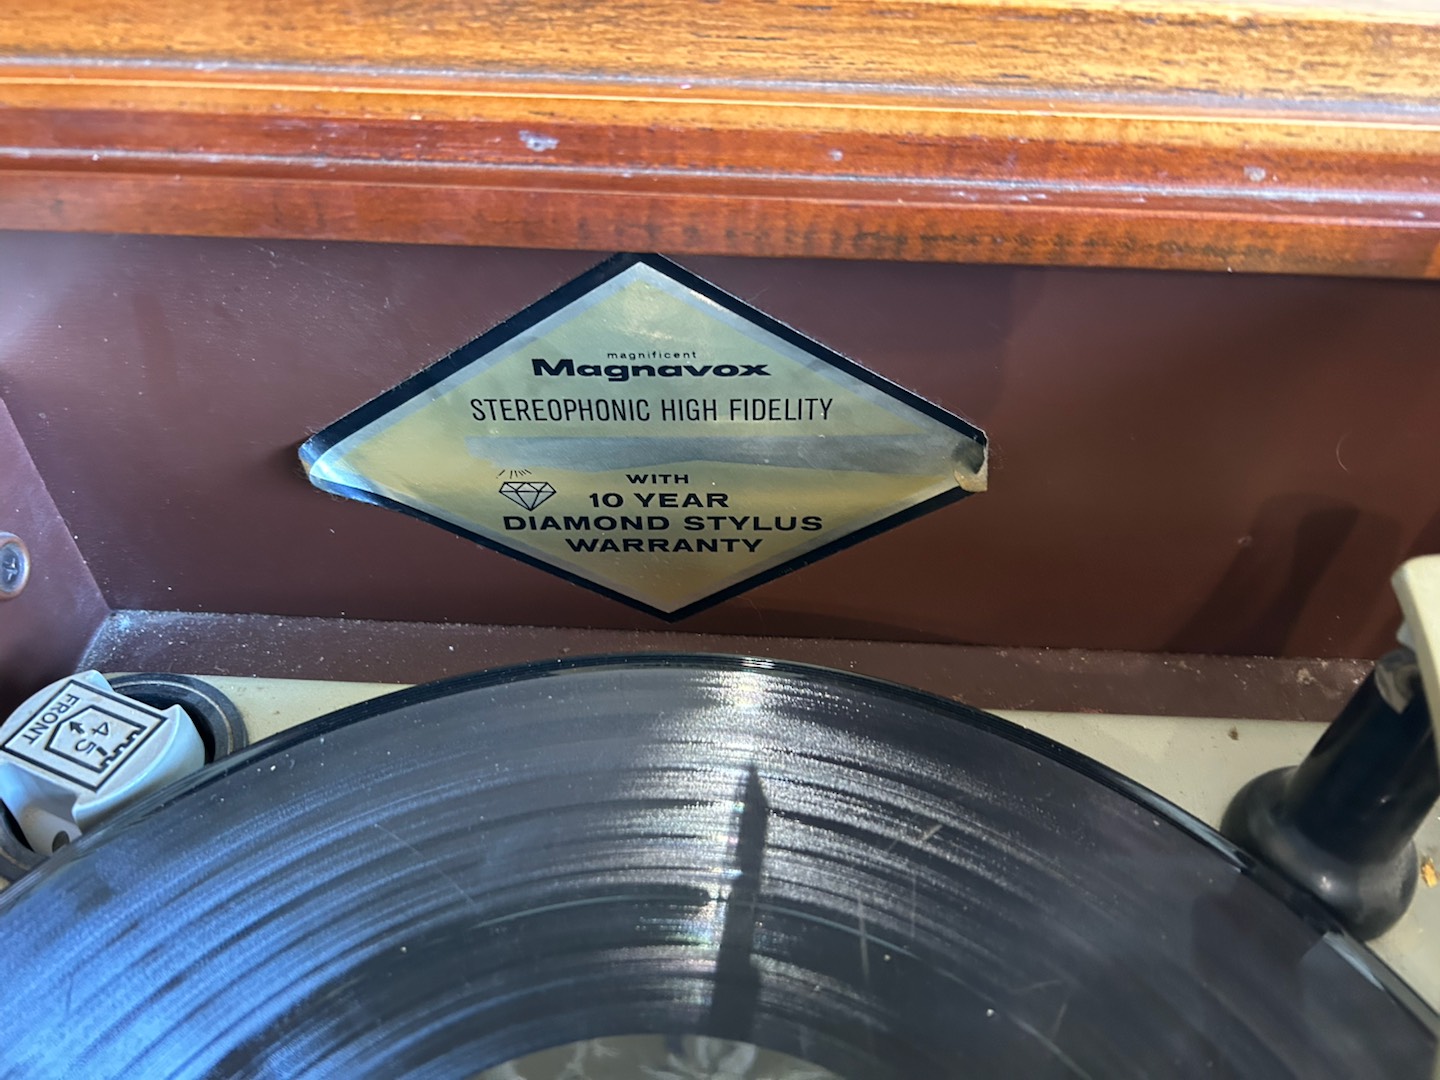 magnificent
Magnavox
STEREOPHONIC HIGH FIDELITY
WITH
10 YEAR
DIAMOND STYLUS
WARRANTY
45
FRONT